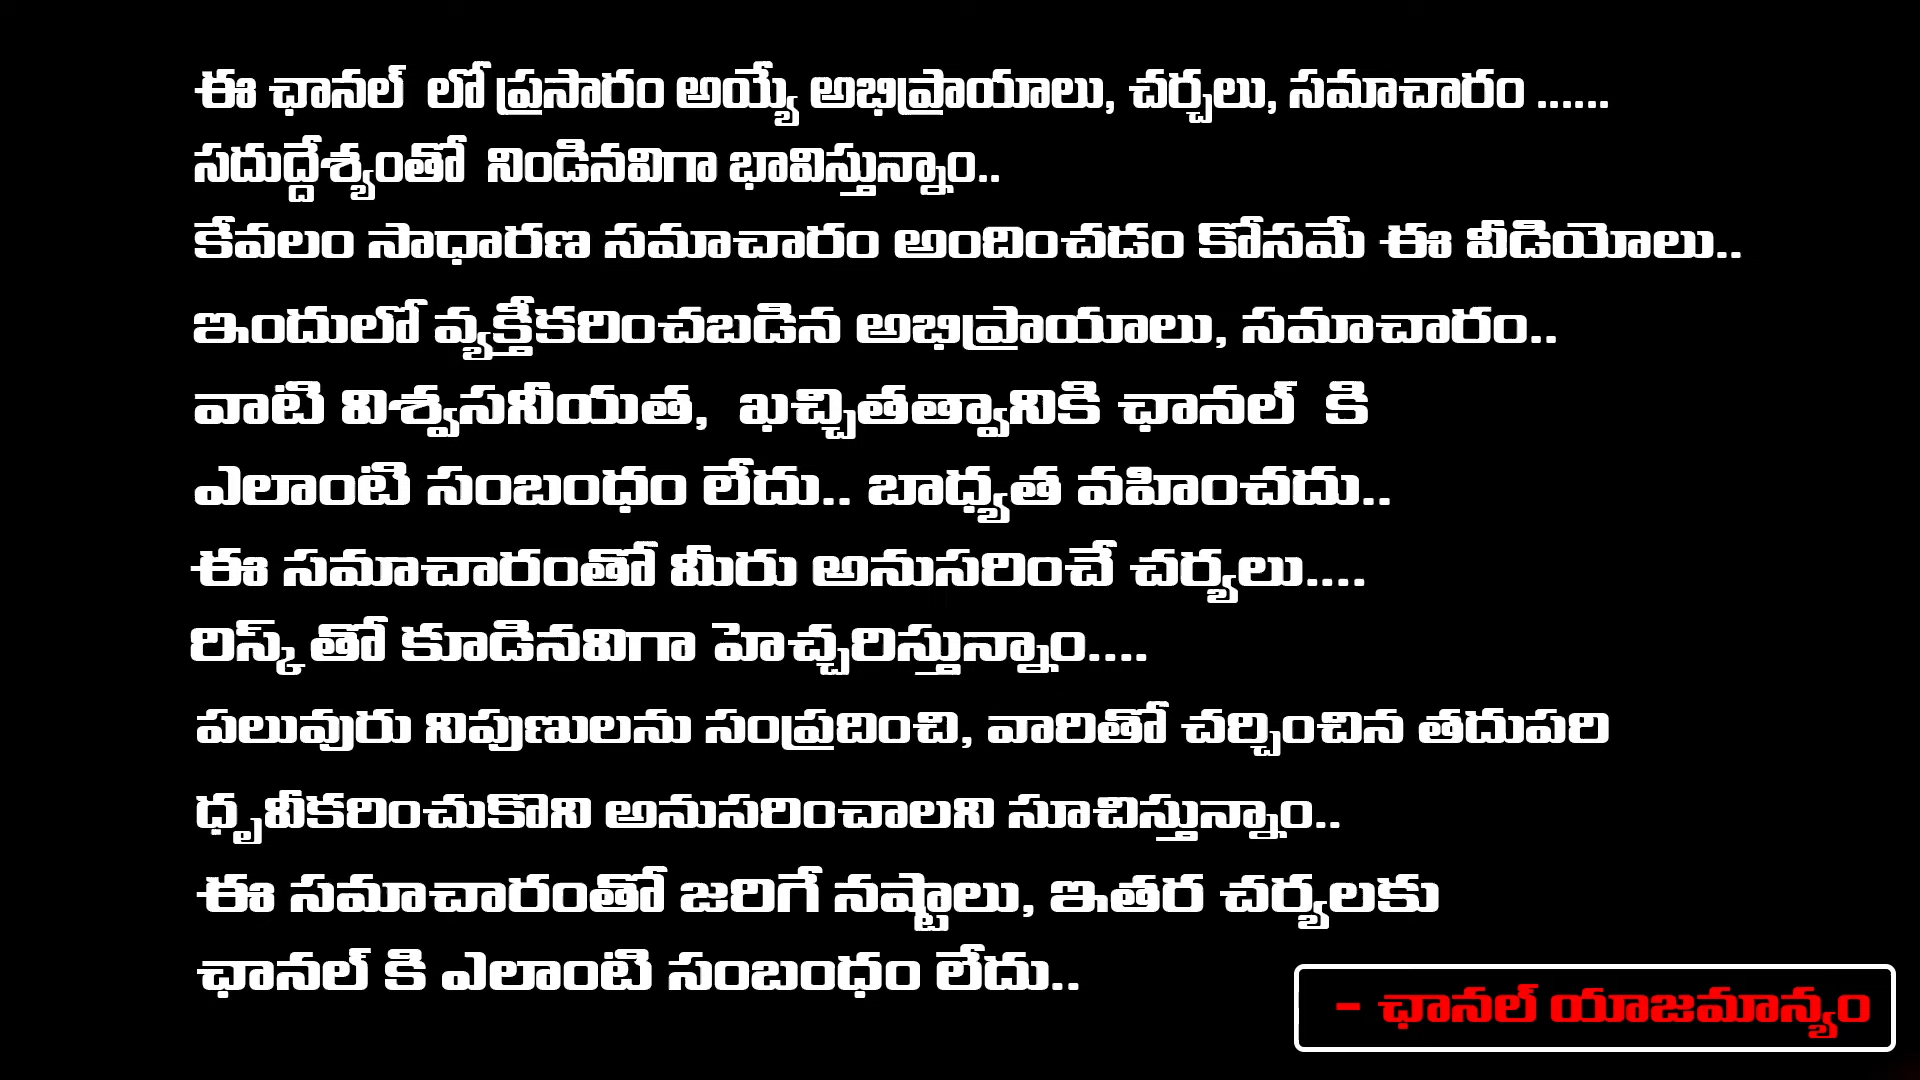 ఈ ఛానల్ లో ప్రసారం అయ్యే అభిప్రాయాలు, చర్చలు, సమాచారం ......
సదుద్దేశ్యంతో నిండినవిగా భావిస్తున్నాం..
కేవలం సాధారణ సమాచారం అందించడం కోసమే ఈ వీడియోలు..
ఇందులో వ్యక్తీకరించబడిన అభిప్రాయాలు, సమాచారం..
వాటి విశ్వసనీయత, ఖచ్చితత్వానికి ఛానల్ కి
ఎలాంటి సంబంధం లేదు.. బాధ్యత వహించదు..
ఈ సమాచారంతో మీరు అనుసరించే చర్యలు....
రిస్క్ తో కూడినవిగా హెచ్చరిస్తున్నాం....
పలువురు నిపుణులను సంప్రదించి, వారితో చర్చించిన తదుపరి
ధృవీకరించుకొని అనుసరించాలని సూచిస్తున్నాం..
ఈ సమాచారంతో జరిగే నష్టాలు, ఇతర చర్యలకు
ఛానల్ కి ఎలాంటి సంబంధం లేదు..
- ఛానల్ యాజమాన్యం